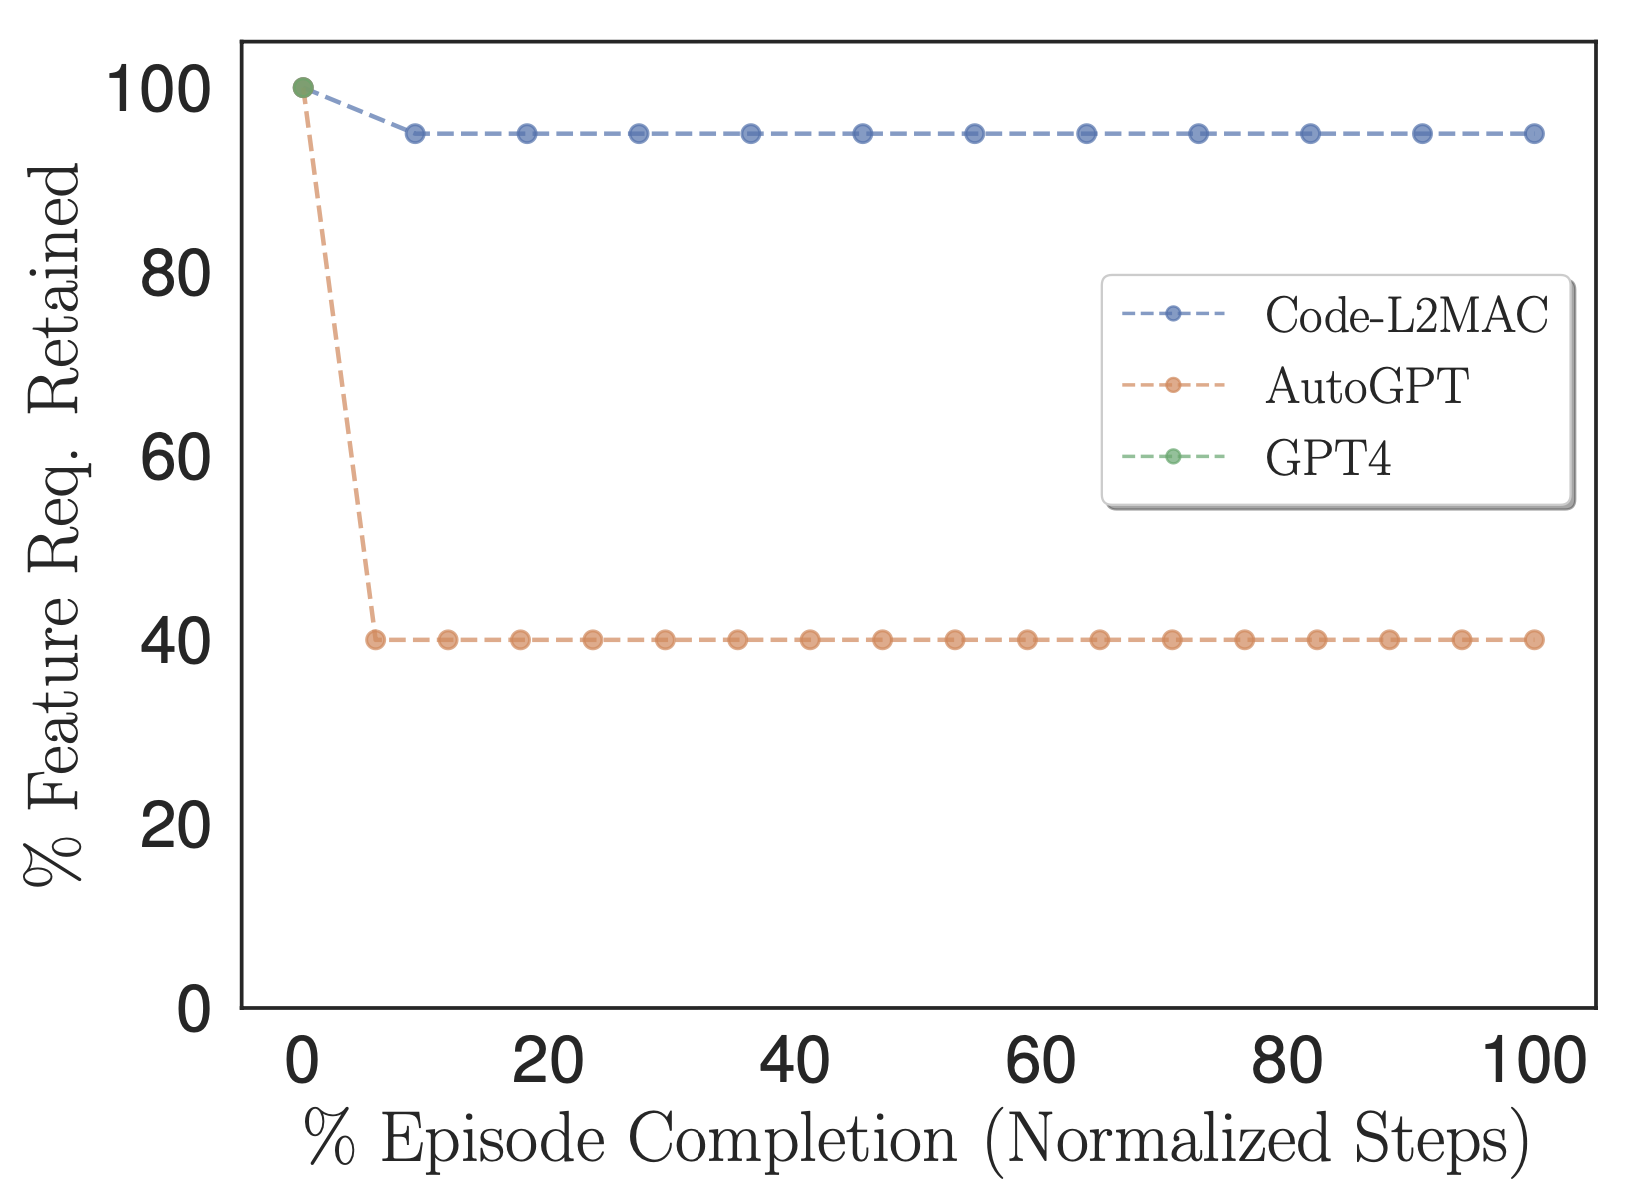 % Feature Req. Retained
100
80
60
40
20
0
Code-L2MAC
AutoGPT
GPT4
0 20 40 60 80 100
% Episode Completion (Normalized Steps)